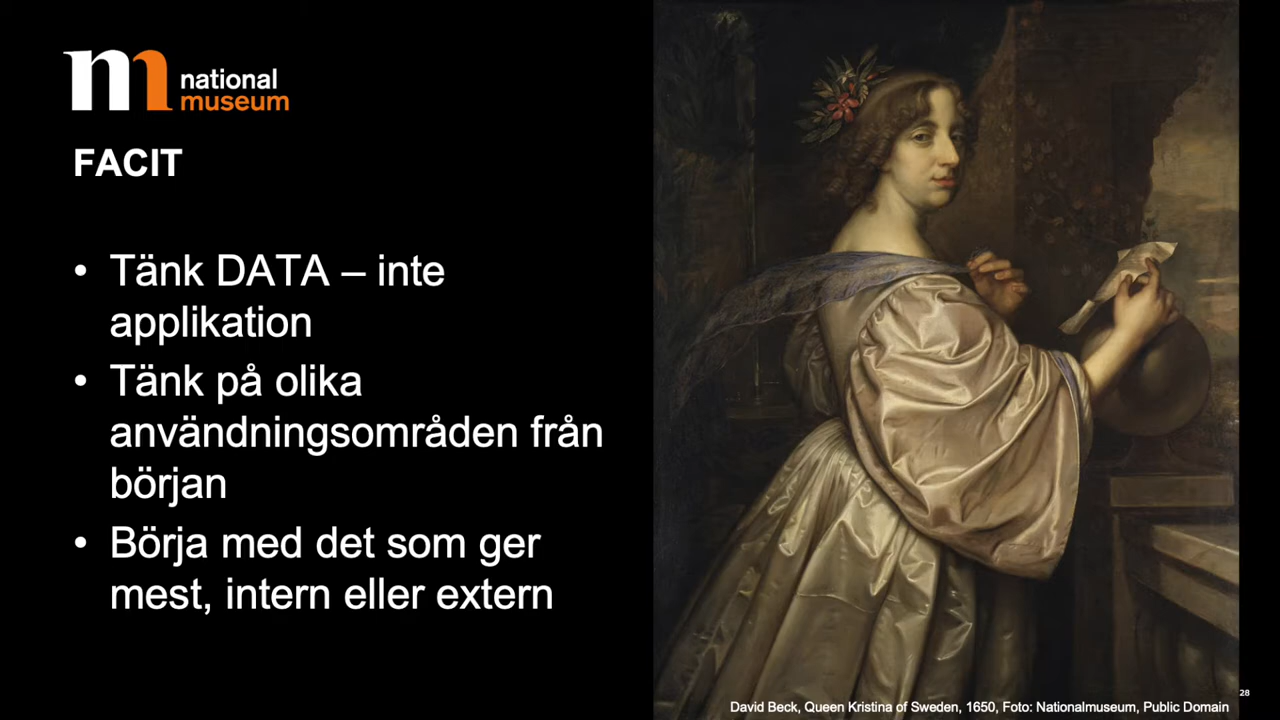 national
museum
FACIT
• Tänk DATA – inte
applikation
• Tänk på olika
användningsområden från
början
• Börja med det som ger
mest, intern eller extern
28
David Beck, Queen Kristina of Sweden, 1650, Foto: Nationalmuseum, Public Domain